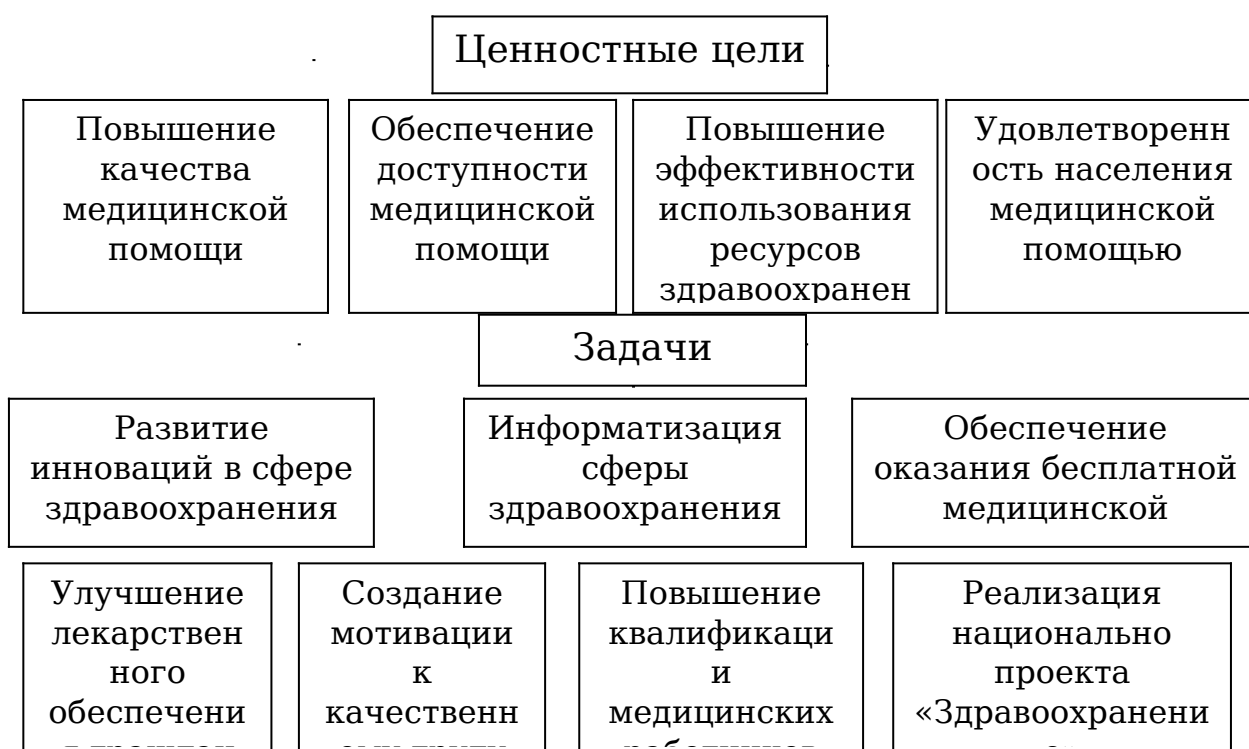 Ценностные цели
Повышение
качества
медицинской
помощи
Обеспечение
доступности
медицинской
помощи
Повышение
эффективности
использования
ресурсов
здравоохранен
Удовлетворенн
ость населения
медицинской
помощью
Задачи
Развитие
инноваций в сфере
здравоохранения
Информатизация
сферы
здравоохранения
Обеспечение
оказания бесплатной
медицинской
Улучшение
лекарствен
ного
обеспечени
Создание
мотивации
к
качественн
Повышение
квалификаци
и
медицинских
работников
Реализация
национально
проекта
«Здравоохранени